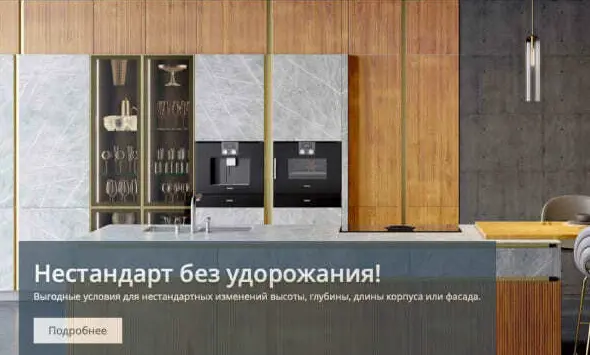 Нестандарт без удорожания!
Выгодные условия для нестандартных изменений высоты, глубины, длины корпуса или фасада.
Подробнее